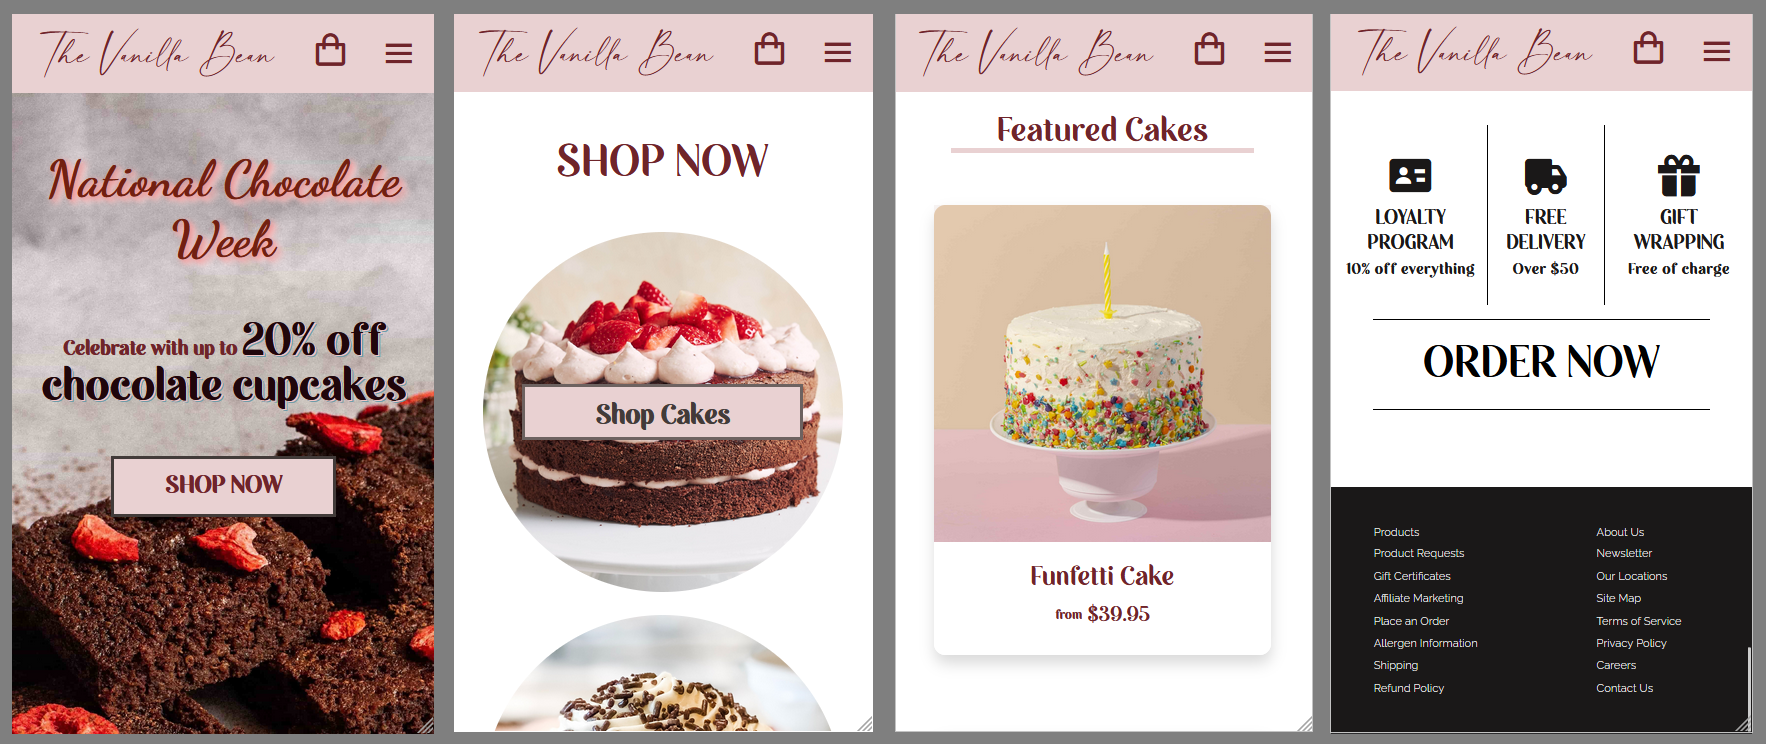 The Vanilla Bean
National Chocolate
Week
Celebrate with up to 20% off
chocolate cupcakes
SHOP NOW
The Vanilla Bean
SHOP NOW
Shop Cakes
The Vanilla Bean
Featured Cakes
Funfetti Cake
from $39.95
The Vanilla Bean
LOYALTY
PROGRAM
10% off everything
FREE
DELIVERY
Over $50
GIFT
WRAPPING
Free of charge
ORDER NOW
Products
Product Requests
Gift Certificates
Affiliate Marketing
Place an Order
Allergen Information
Shipping
Refund Policy
About Us
Newsletter
Our Locations
Site Map
Terms of Service
Privacy Policy
Careers
Contact Us